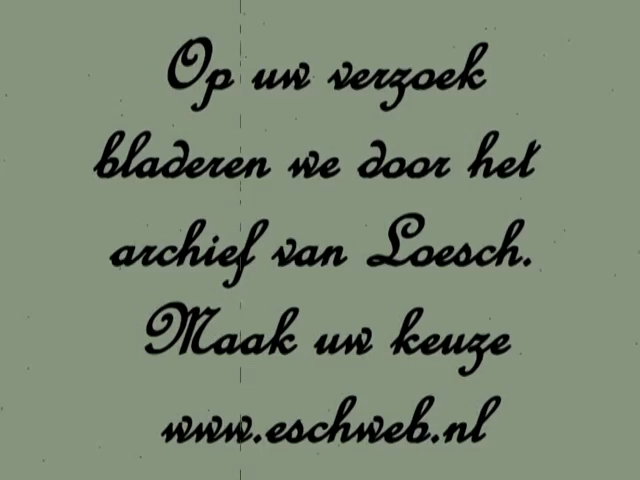 Op uw verzoek
bladeren we door het
archief van Loesch.
Maak uw keuze
www.eschweb.nl